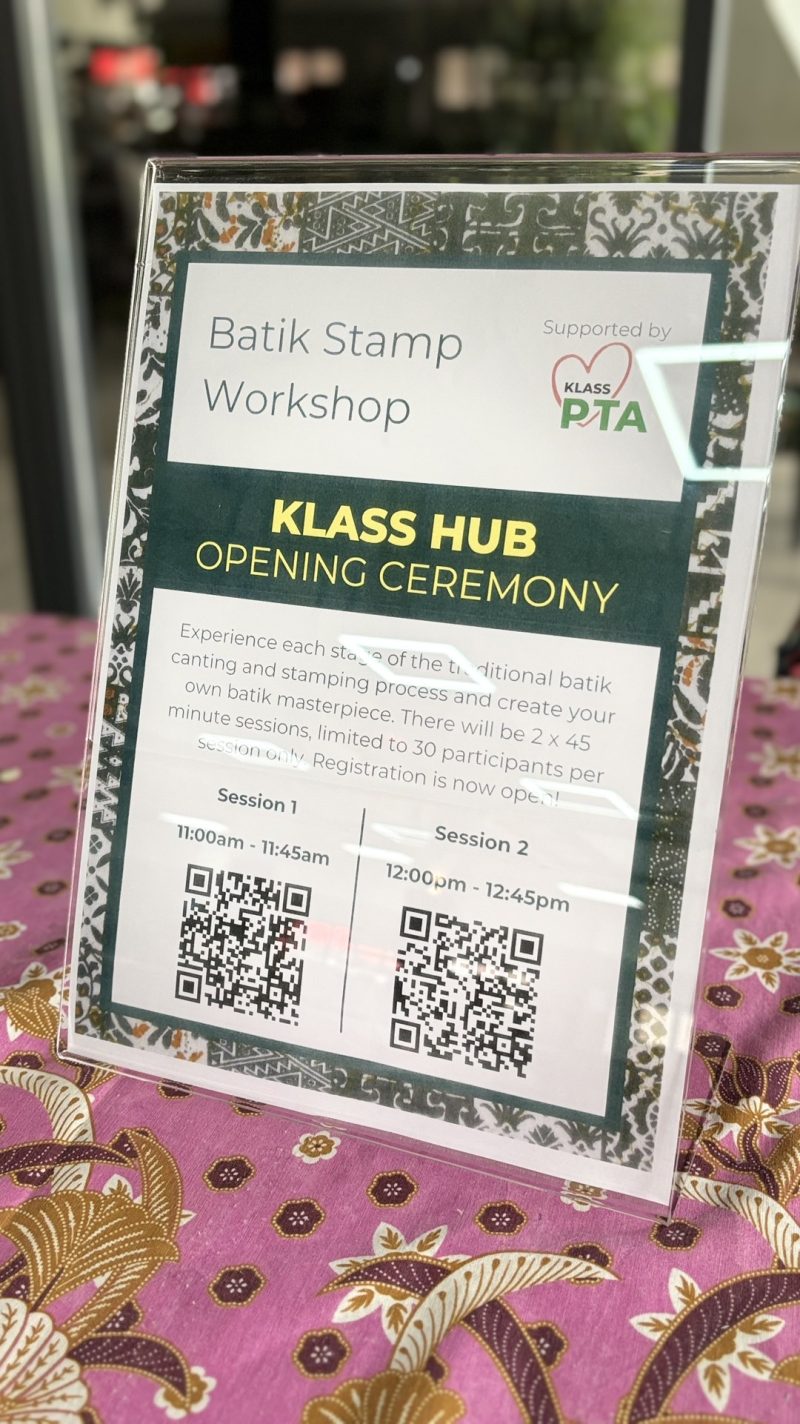 Batik Stamp
Workshop
Supported by
KLASS
PTA
KLASS HUB
OPENING CEREMONY
Experience each stage of the traditional batik
canting and stamping process and create your
own batik masterpiece. There will be 2 x 45
minute sessions, limited to 30 participants per
session only. Registration is now open!
Session 1
11:00am - 11:45am
Session 2
12:00pm - 12:45pm